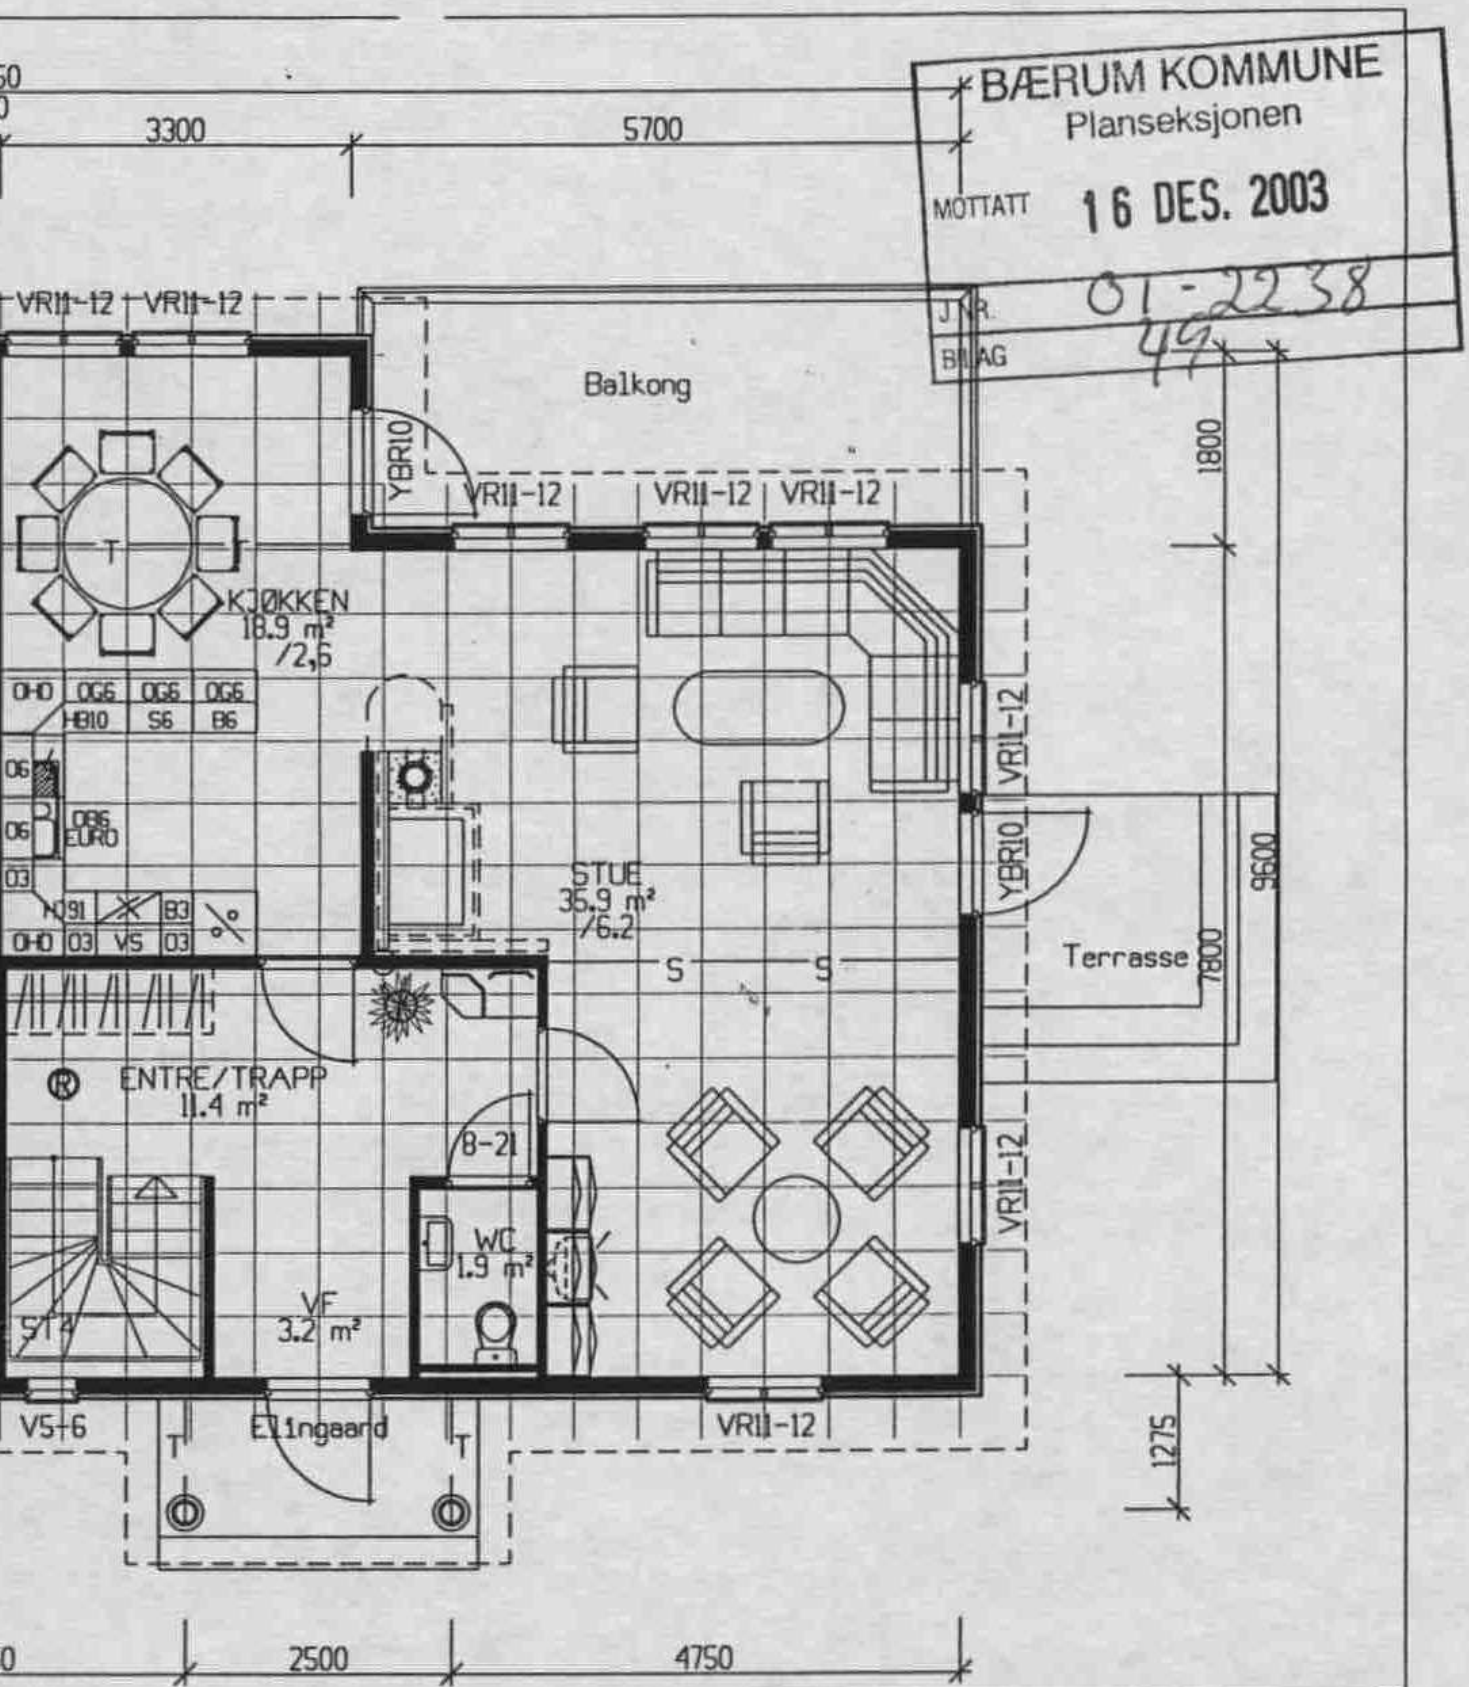 BÆRUM KOMMUNE
Planseksjonen
MOTTATT 16 DES. 2003
J.NR. 01-2238
BILAG 49
3300
5700
VR11-12
VR11-12
Balkong
YBR10
VR11-12
VR11-12
VR11-12
1800
T
T
KJØKKEN
18.9 m²
/2,6
OHO
OG6
OG6
OG6
HB10
S6
B6
O6
O6
OB6
EURO
O3
B3
OHO
O3
VS
O3
STUE
35.9 m²
/6.2
S
S
VR11-12
YBR10
Terrasse
7800
9600
ENTRE/TRAPP
11.4 m²
R
8-21
WC
1.9 m²
VF
3.2 m²
ST4
VR11-12
V5-6
Elingaard
VR11-12
T
T
1275
2500
4750